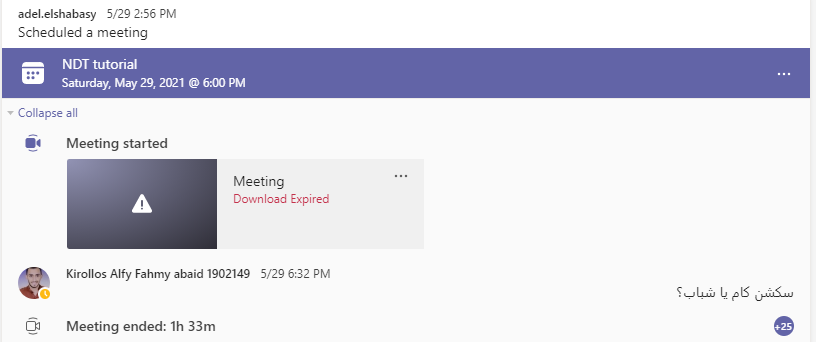 adel.elshabasy 5/29 2:56 PM
Scheduled a meeting
NDT tutorial
Saturday, May 29, 2021 @ 6:00 PM
Collapse all
Meeting started
Meeting
Download Expired
Kirollos Alfy Fahmy abaid 1902149 5/29 6:32 PM
سكشن كام يا شباب؟
Meeting ended: 1h 33m
+25